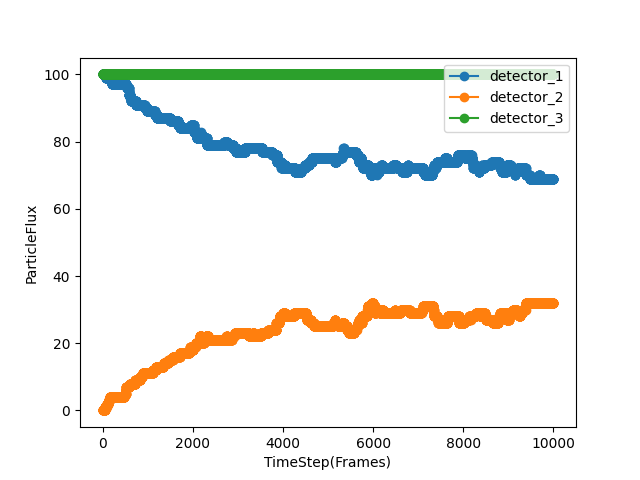 100
80
60
40
20
0
ParticleFlux
0 2000 4000 6000 8000 10000
TimeStep(Frames)
detector_1
detector_2
detector_3